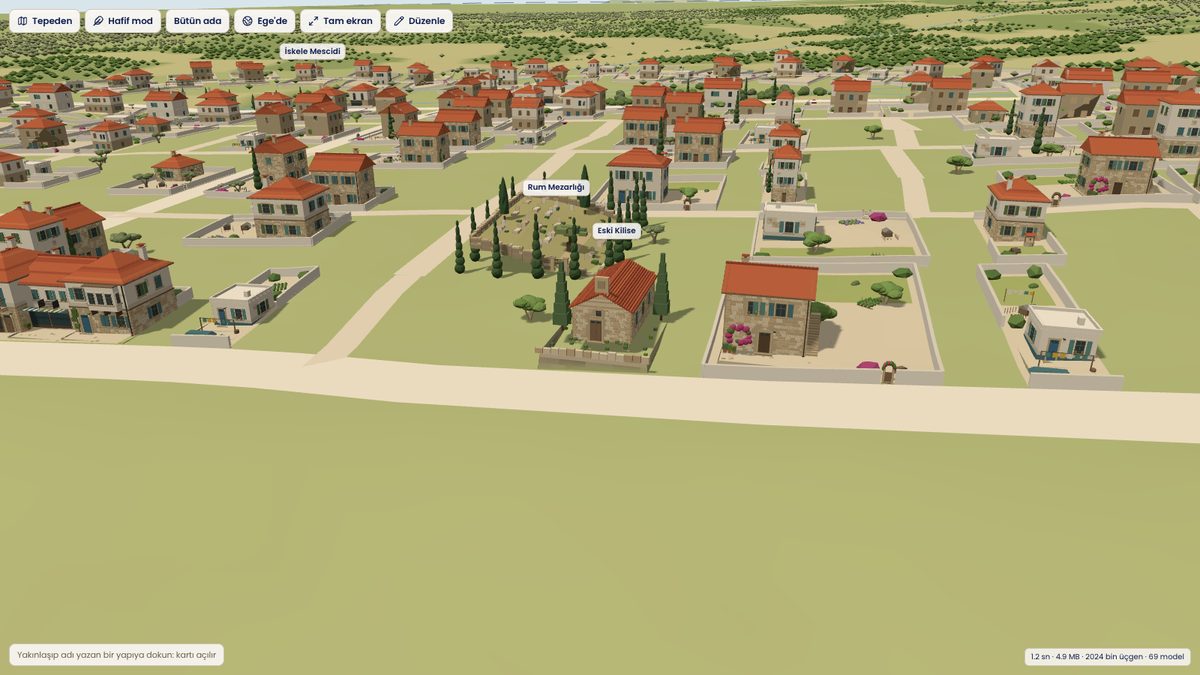 Tepeden
Hafif mod
Bütün ada
Ege'de
Tam ekran
Düzenle
İskele Mescidi
Rum Mezarlığı
Eski Kilise
Yakınlaşıp adı yazan bir yapıya dokun: kartı açılır
1.2 sn · 4.9 MB · 2024 bin üçgen · 69 model